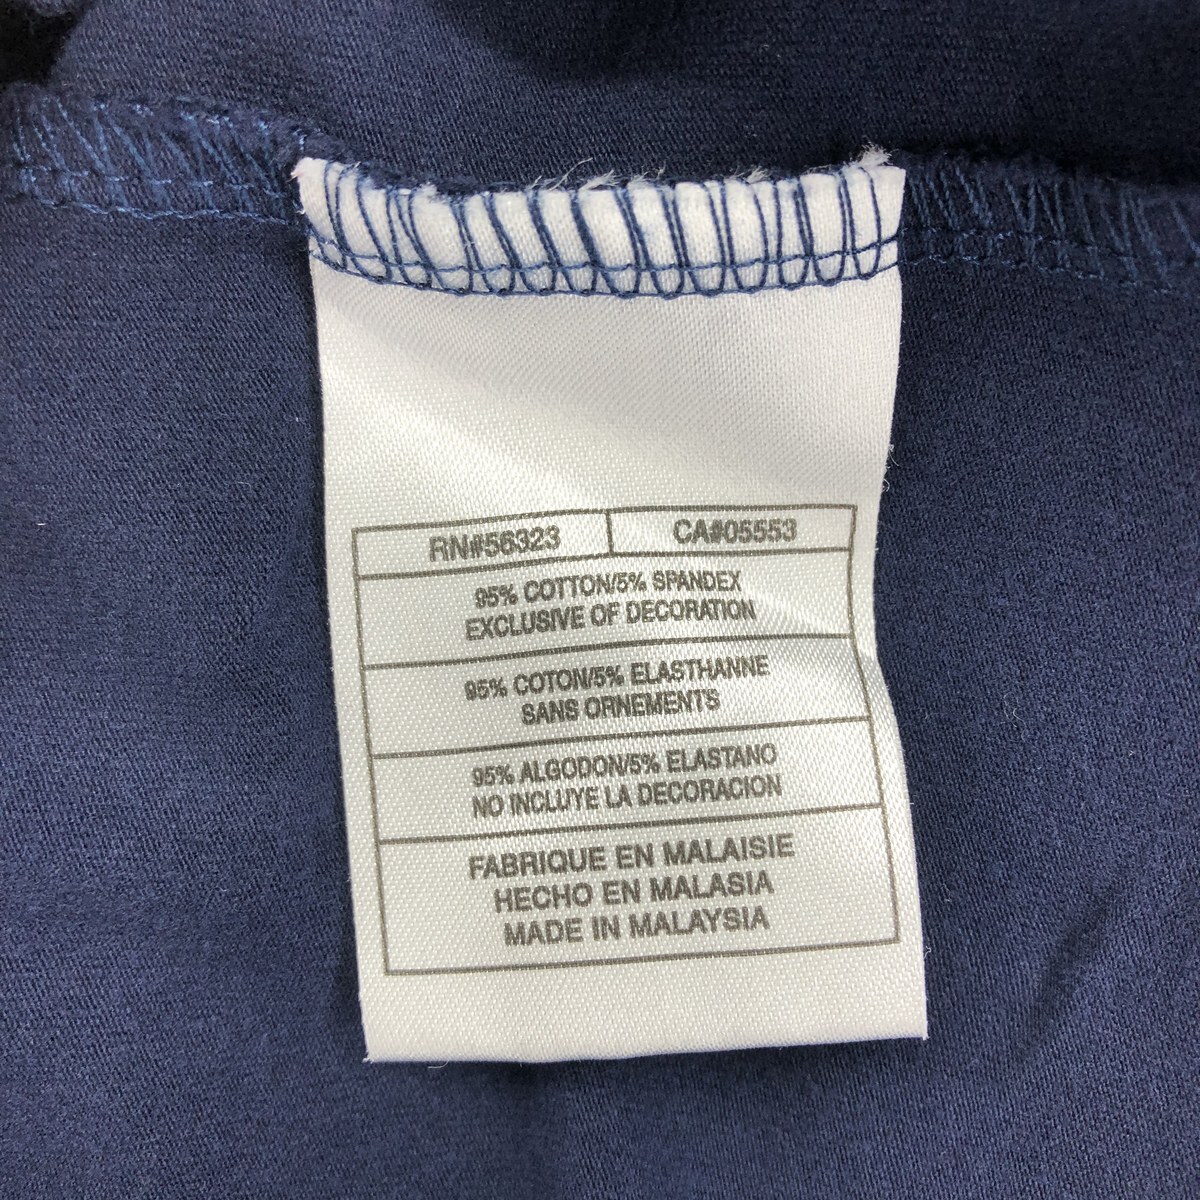 RN#56323 CA#05553
95% COTTON/5% SPANDEX
EXCLUSIVE OF DECORATION
95% COTON/5% ELASTHANNE
SANS ORNEMENTS
95% ALGODON/5% ELASTANO
NO INCLUYE LA DECORACION
FABRIQUE EN MALAISIE
HECHO EN MALASIA
MADE IN MALAYSIA